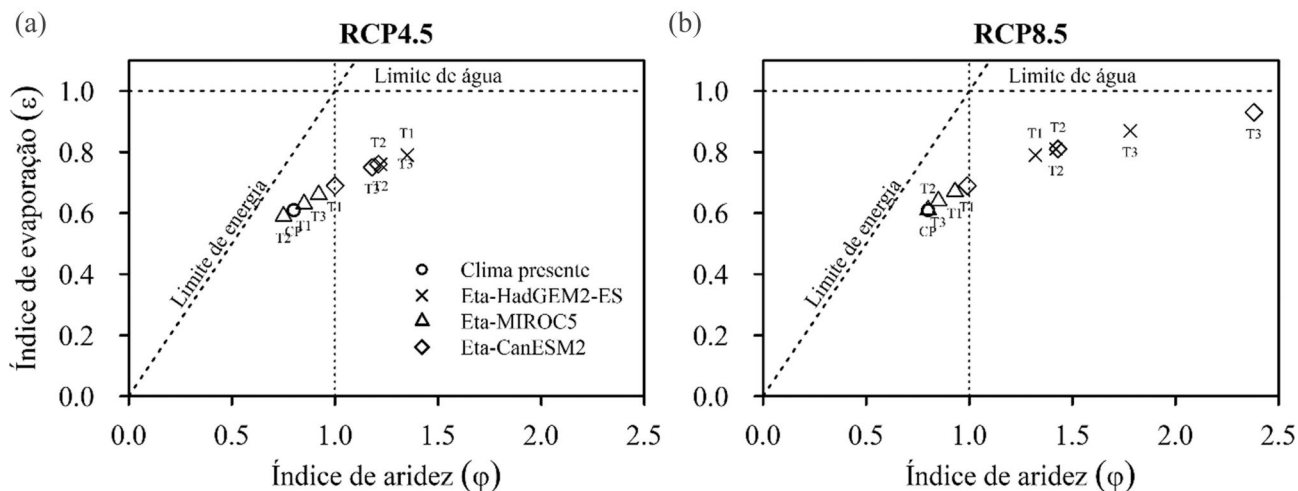 (a)
RCP4.5
Limite de água
Limite de energia
Índice de evaporação (ε)
1.0
0.8
0.6
0.4
0.2
0.0
T1
T2
T3
T2
T3
T1
T3
T1
CP
T2
Clima presente
Eta-HadGEM2-ES
Eta-MIROC5
Eta-CanESM2
0.0 0.5 1.0 1.5 2.0 2.5
Índice de aridez (φ)
(b)
RCP8.5
Limite de água
Limite de energia
1.0
0.8
0.6
0.4
0.2
0.0
T1
T2
T2
T3
T3
T2
T1
T1
T3
CP
0.0 0.5 1.0 1.5 2.0 2.5
Índice de aridez (φ)